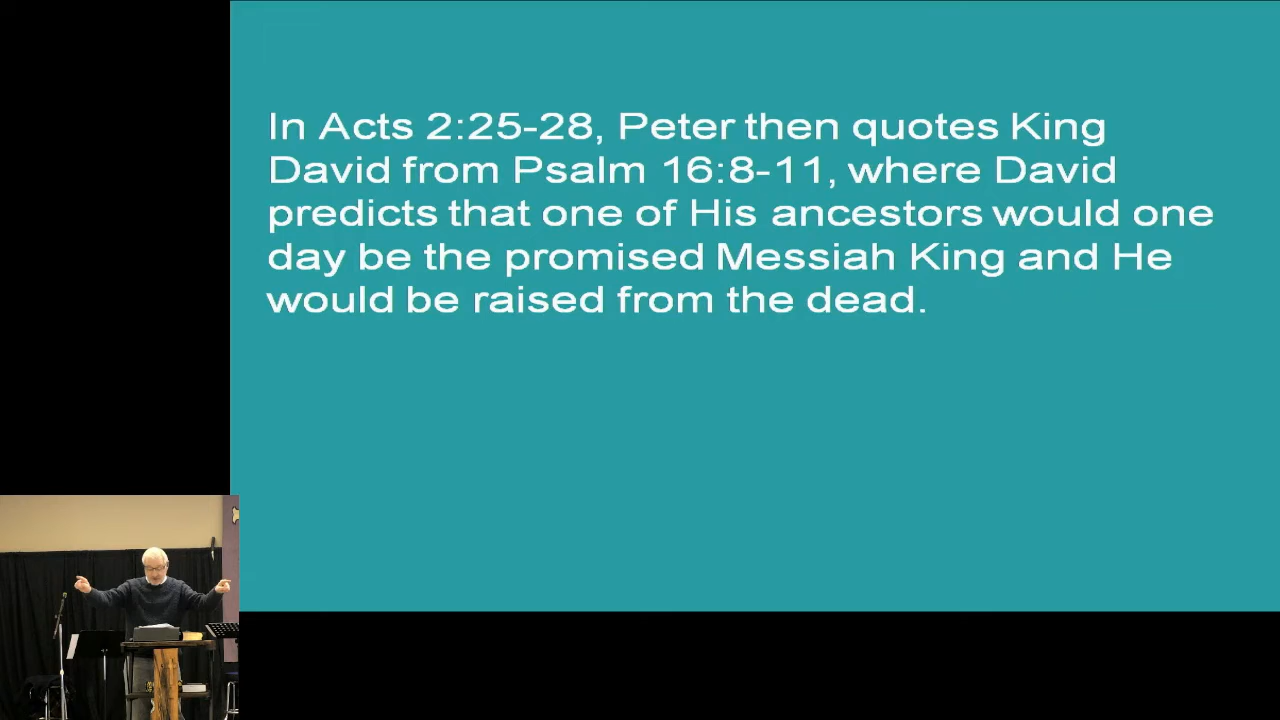 In Acts 2:25-28, Peter then quotes King
David from Psalm 16:8-11, where David
predicts that one of His ancestors would one
day be the promised Messiah King and He
would be raised from the dead.